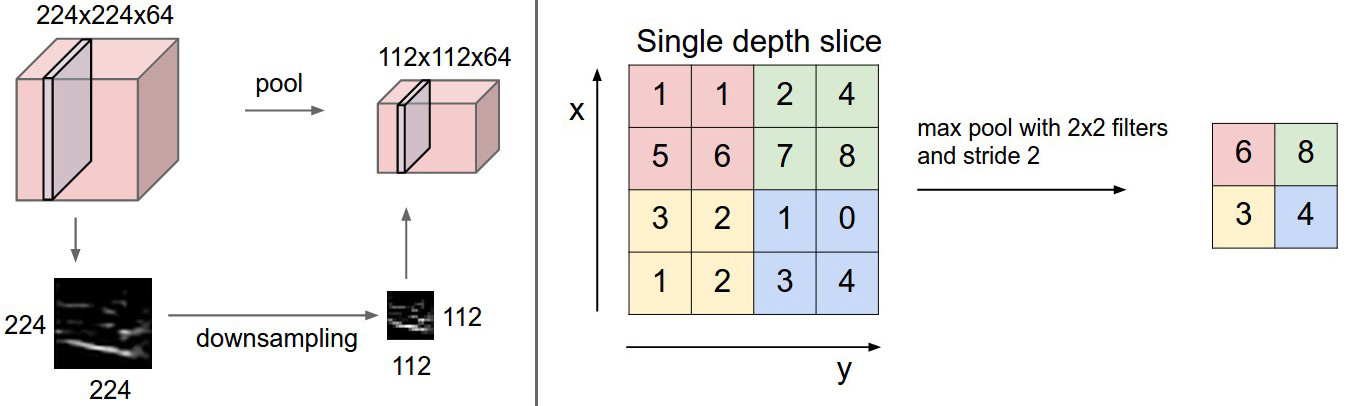 224x224x64
pool
112x112x64
224
224
downsampling
112
112
Single depth slice
x
1 1 2 4
5 6 7 8
3 2 1 0
1 2 3 4
y
max pool with 2x2 filters
and stride 2
6 8
3 4